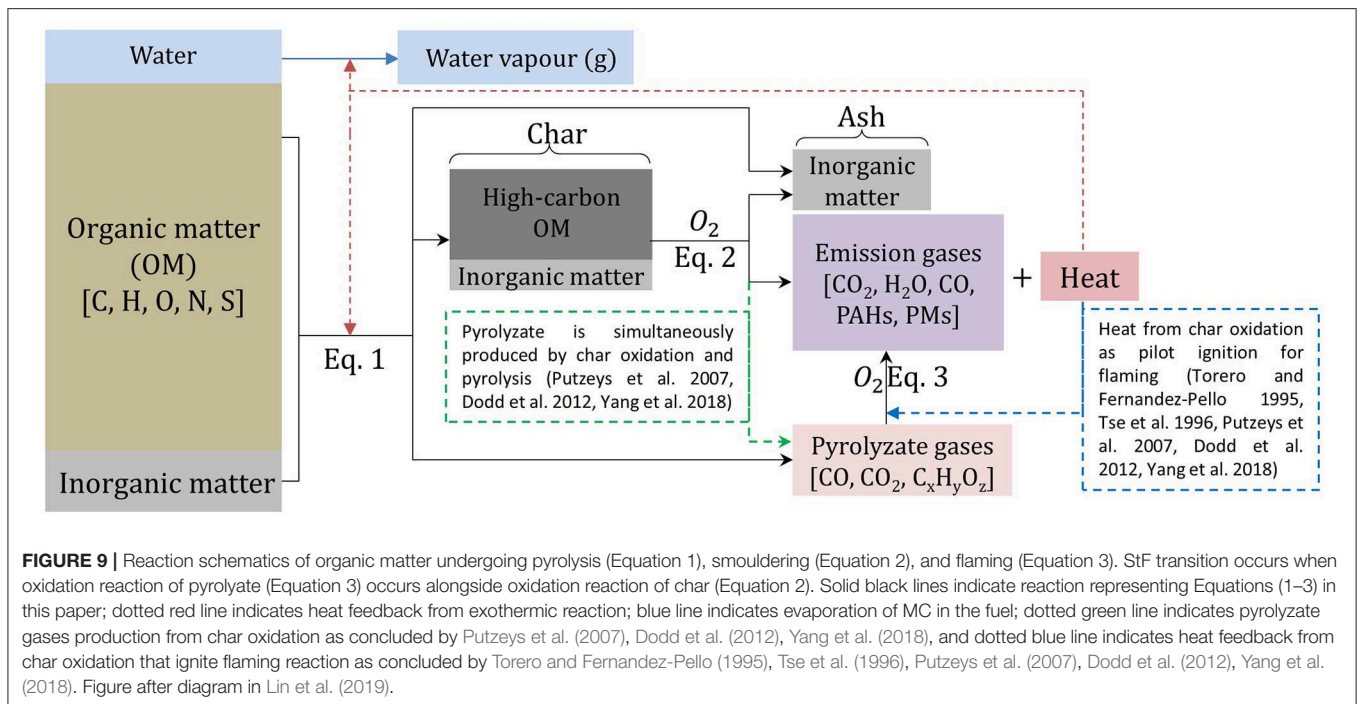 Water
Water vapour (g)
Organic matter
(OM)
[C, H, O, N, S]
Inorganic matter
Eq. 1
Char
High-carbon
OM
Inorganic matter
O₂
Eq. 2
Ash
Inorganic
matter
Emission gases
[CO₂, H₂O, CO,
PAHs, PMs]
+
Heat
Pyrolyzate is simultaneously
produced by char oxidation and
pyrolysis (Putzeys et al. 2007,
Dodd et al. 2012, Yang et al. 2018)
O₂ Eq. 3
Pyrolyzate gases
[CO, CO₂, CₓHᵧO_z]
Heat from char oxidation
as pilot ignition for
flaming (Torero and
Fernandez-Pello 1995,
Tse et al. 1996, Putzeys et
al. 2007, Dodd et al.
2012, Yang et al. 2018)
FIGURE 9 | Reaction schematics of organic matter undergoing pyrolysis (Equation 1), smouldering (Equation 2), and flaming (Equation 3). StF transition occurs when
oxidation reaction of pyrolyate (Equation 3) occurs alongside oxidation reaction of char (Equation 2). Solid black lines indicate reaction representing Equations (1–3) in
this paper; dotted red line indicates heat feedback from exothermic reaction; blue line indicates evaporation of MC in the fuel; dotted green line indicates pyrolyzate
gases production from char oxidation as concluded by Putzeys et al. (2007), Dodd et al. (2012), Yang et al. (2018), and dotted blue line indicates heat feedback from
char oxidation that ignite flaming reaction as concluded by Torero and Fernandez-Pello (1995), Tse et al. (1996), Putzeys et al. (2007), Dodd et al. (2012), Yang et al.
(2018). Figure after diagram in Lin et al. (2019).